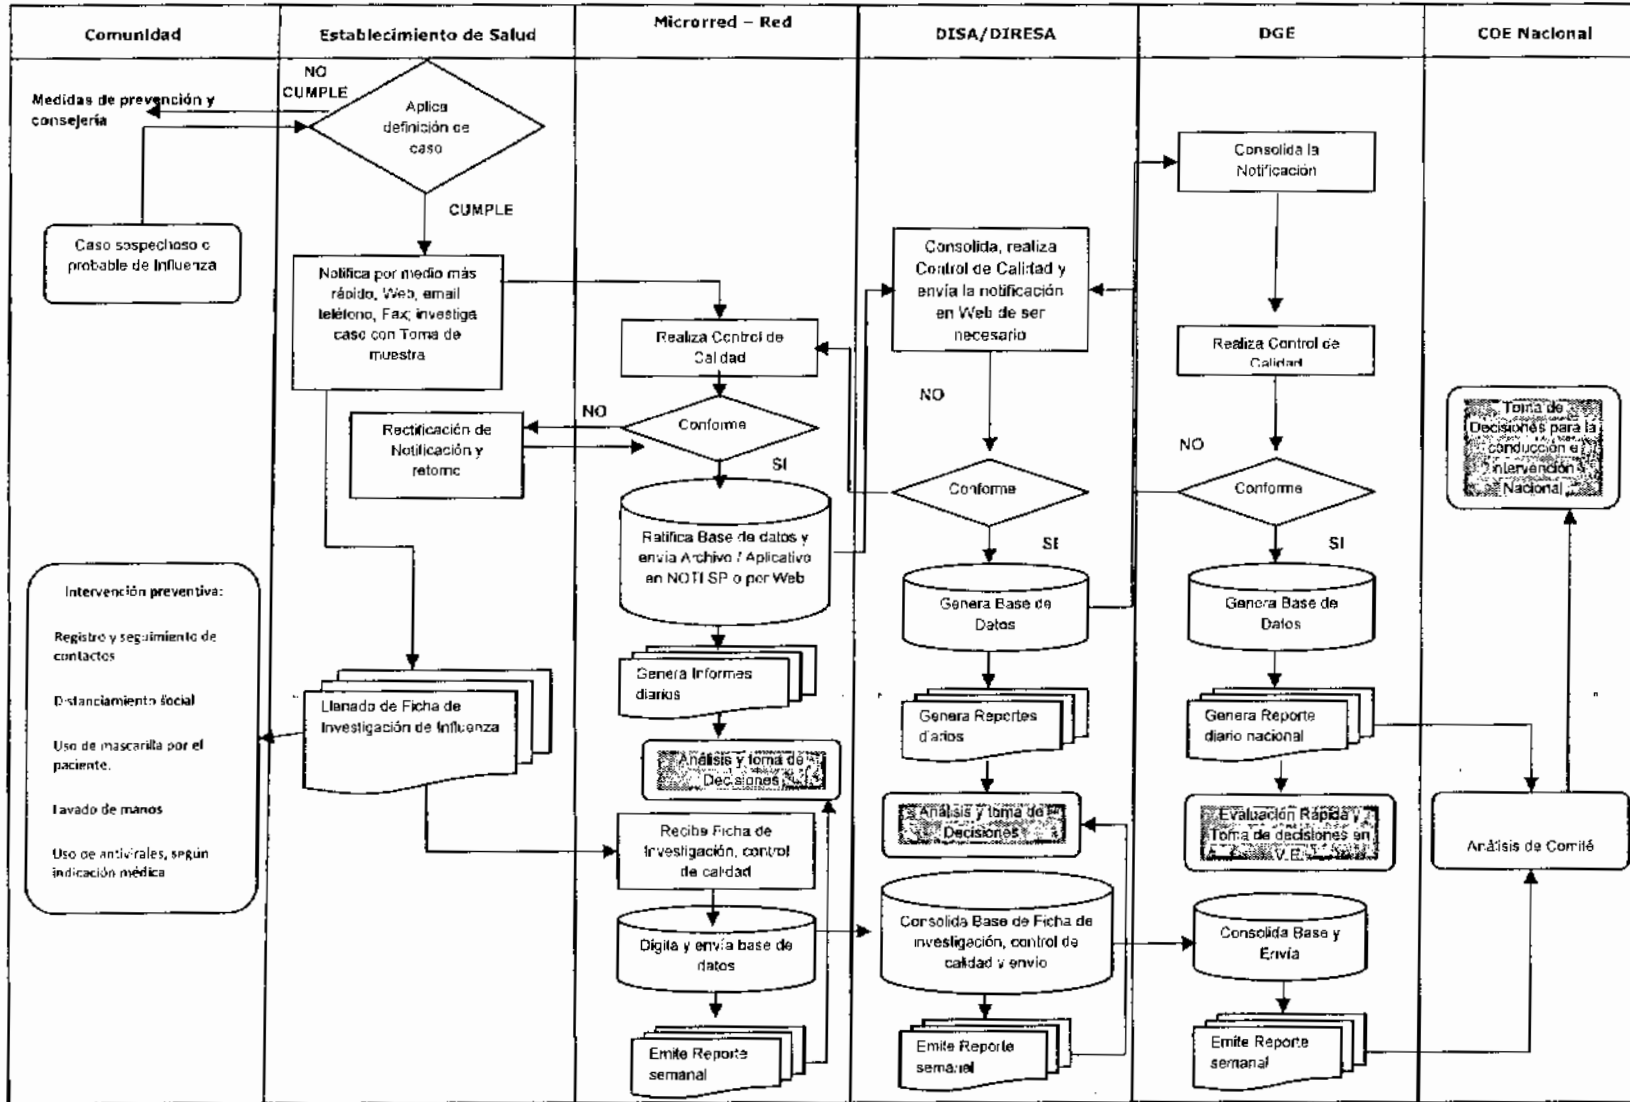 Comunidad
Establecimiento de Salud
Microrred – Red
DISA/DIRESA
DGE
COE Nacional
NO
CUMPLE
Medidas de prevención y
consejería
Aplica
definición de
caso
CUMPLE
Caso sospechoso o
probable de Influenza
Notifica por medio más
rápido, Web, email
teléfono, Fax; investiga
caso con Toma de
muestra
Rectificación de
Notificación y
retorno
Llenado de Ficha de
Investigación de Influenza
Intervención preventiva:
Registro y seguimiento de
contactos
Distanciamiento social
Uso de mascarilla por el
paciente.
Lavado de manos
Uso de antivirales, según
indicación médica
Realiza Control de
Calidad
NO
Conforme
SI
Ratifica Base de datos y
envía Archivo / Aplicativo
en NOTI SP o por Web
Genera Informes
diarios
Análisis y toma de
Decisiones
Recibe Ficha de
Investigación, control
de calidad
Digita y envía base de
datos
Emite Reporte
semanal
Consolida, realiza
Control de Calidad y
envía la notificación
en Web de ser
necesario
NO
Conforme
SE
Genera Base de
Datos
Genera Reportes
diarios
Análisis y toma de
Decisiones
Consolida Base de Ficha de
investigación, control de
calidad y envío
Emite Reporte
semanal
Consolida la
Notificación
Realiza Control de
Calidad
NO
Conforme
SI
Genera Base de
Datos
Genera Reporte
diario nacional
Evaluación Rápida y
Toma de decisiones en
V.E.
Consolida Base y
Envía
Emite Reporte
semanal
Toma de
Decisiones para la
conducción e
intervención
Nacional
Análisis de Comité